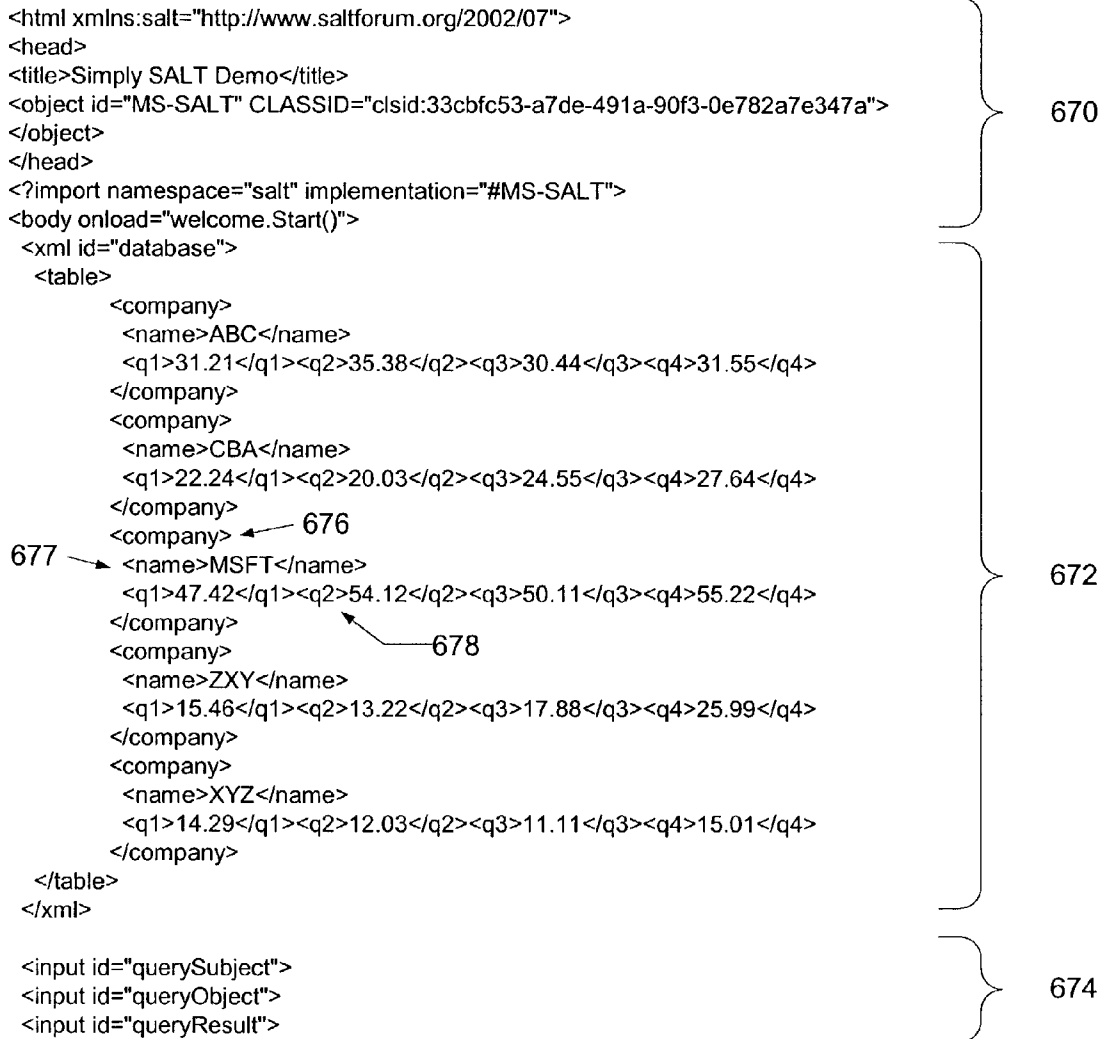 <html xmlns:salt="http://www.saltforum.org/2002/07">
<head>
<title>Simply SALT Demo</title>
<object id="MS-SALT" CLASSID="clsid:33cbfc53-a7de-491a-90f3-0e782a7e347a">
670
</object>
</head>
<?import namespace="salt" implementation="#MS-SALT">
<body onload="welcome.Start()">
<xml id="database">
<table>
<company>
<name>ABC</name>
<q1>31.21</q1><q2>35.38</q2><q3>30.44</q3><q4>31.55</q4>
</company>
<company>
<name>CBA</name>
<q1>22.24</q1><q2>20.03</q2><q3>24.55</q3><q4>27.64</q4>
</company>
<company>
676
677
<name>MSFT</name>
<q1>47.42</q1><q2>54.12</q2><q3>50.11</q3><q4>55.22</q4>
672
</company>
678
<company>
<name>ZXY</name>
<q1>15.46</q1><q2>13.22</q2><q3>17.88</q3><q4>25.99</q4>
</company>
<company>
<name>XYZ</name>
<q1>14.29</q1><q2>12.03</q2><q3>11.11</q3><q4>15.01</q4>
</company>
</table>
</xml>
<input id="querySubject">
<input id="queryObject">
674
<input id="queryResult">